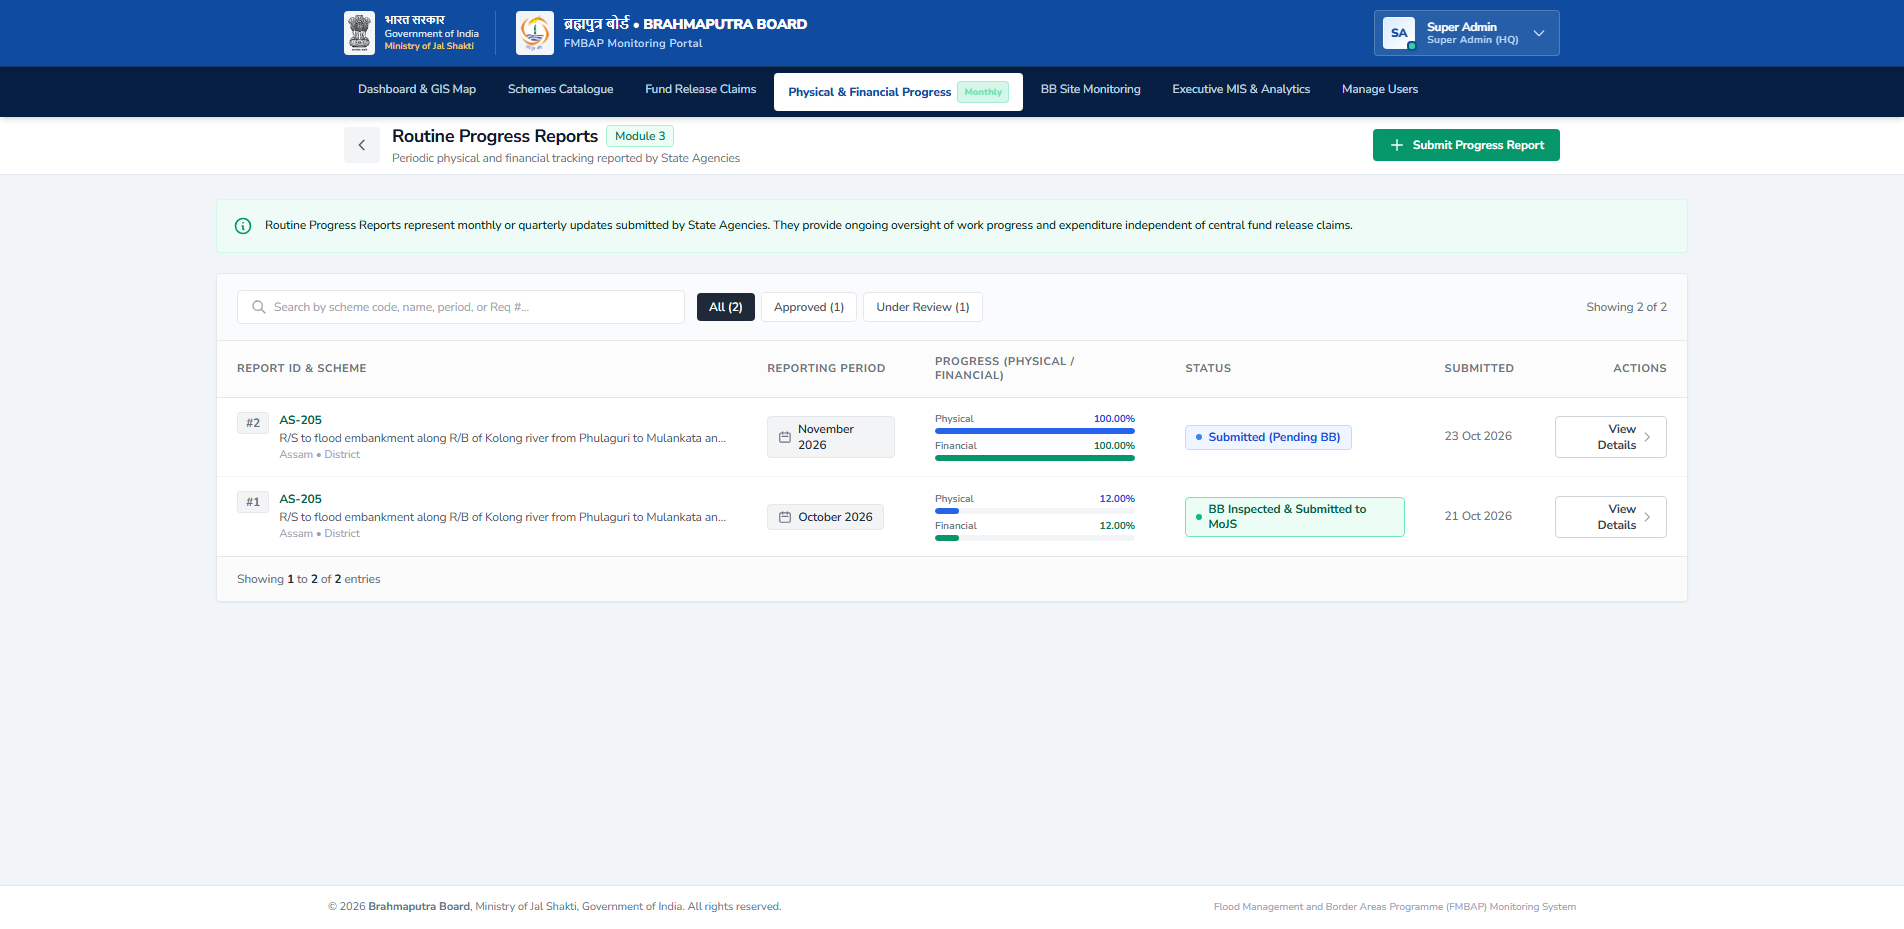 भारत सरकार
Government of India
Ministry of Jal Shakti
ब्रह्मपुत्र बोर्ड • BRAHMAPUTRA BOARD
FMBAP Monitoring Portal
SA
Super Admin
Super Admin (HQ)
Dashboard & GIS Map
Schemes Catalogue
Fund Release Claims
Physical & Financial Progress
Monthly
BB Site Monitoring
Executive MIS & Analytics
Manage Users
Routine Progress Reports
Module 3
Periodic physical and financial tracking reported by State Agencies
Submit Progress Report
Routine Progress Reports represent monthly or quarterly updates submitted by State Agencies. They provide ongoing oversight of work progress and expenditure independent of central fund release claims.
Search by scheme code, name, period, or Req #...
All (2)
Approved (1)
Under Review (1)
Showing 2 of 2
REPORT ID & SCHEME
REPORTING PERIOD
PROGRESS (PHYSICAL /
FINANCIAL)
STATUS
SUBMITTED
ACTIONS
#2
AS-205
R/S to flood embankment along R/B of Kolong river from Phulaguri to Mulankata an...
Assam • District
November
2026
Physical 100.00%
Financial 100.00%
Submitted (Pending BB)
23 Oct 2026
View
Details
#1
AS-205
R/S to flood embankment along R/B of Kolong river from Phulaguri to Mulankata an...
Assam • District
October 2026
Physical 12.00%
Financial 12.00%
BB Inspected & Submitted to
MoJS
21 Oct 2026
View
Details
Showing 1 to 2 of 2 entries
© 2026 Brahmaputra Board, Ministry of Jal Shakti, Government of India. All rights reserved.
Flood Management and Border Areas Programme (FMBAP) Monitoring System